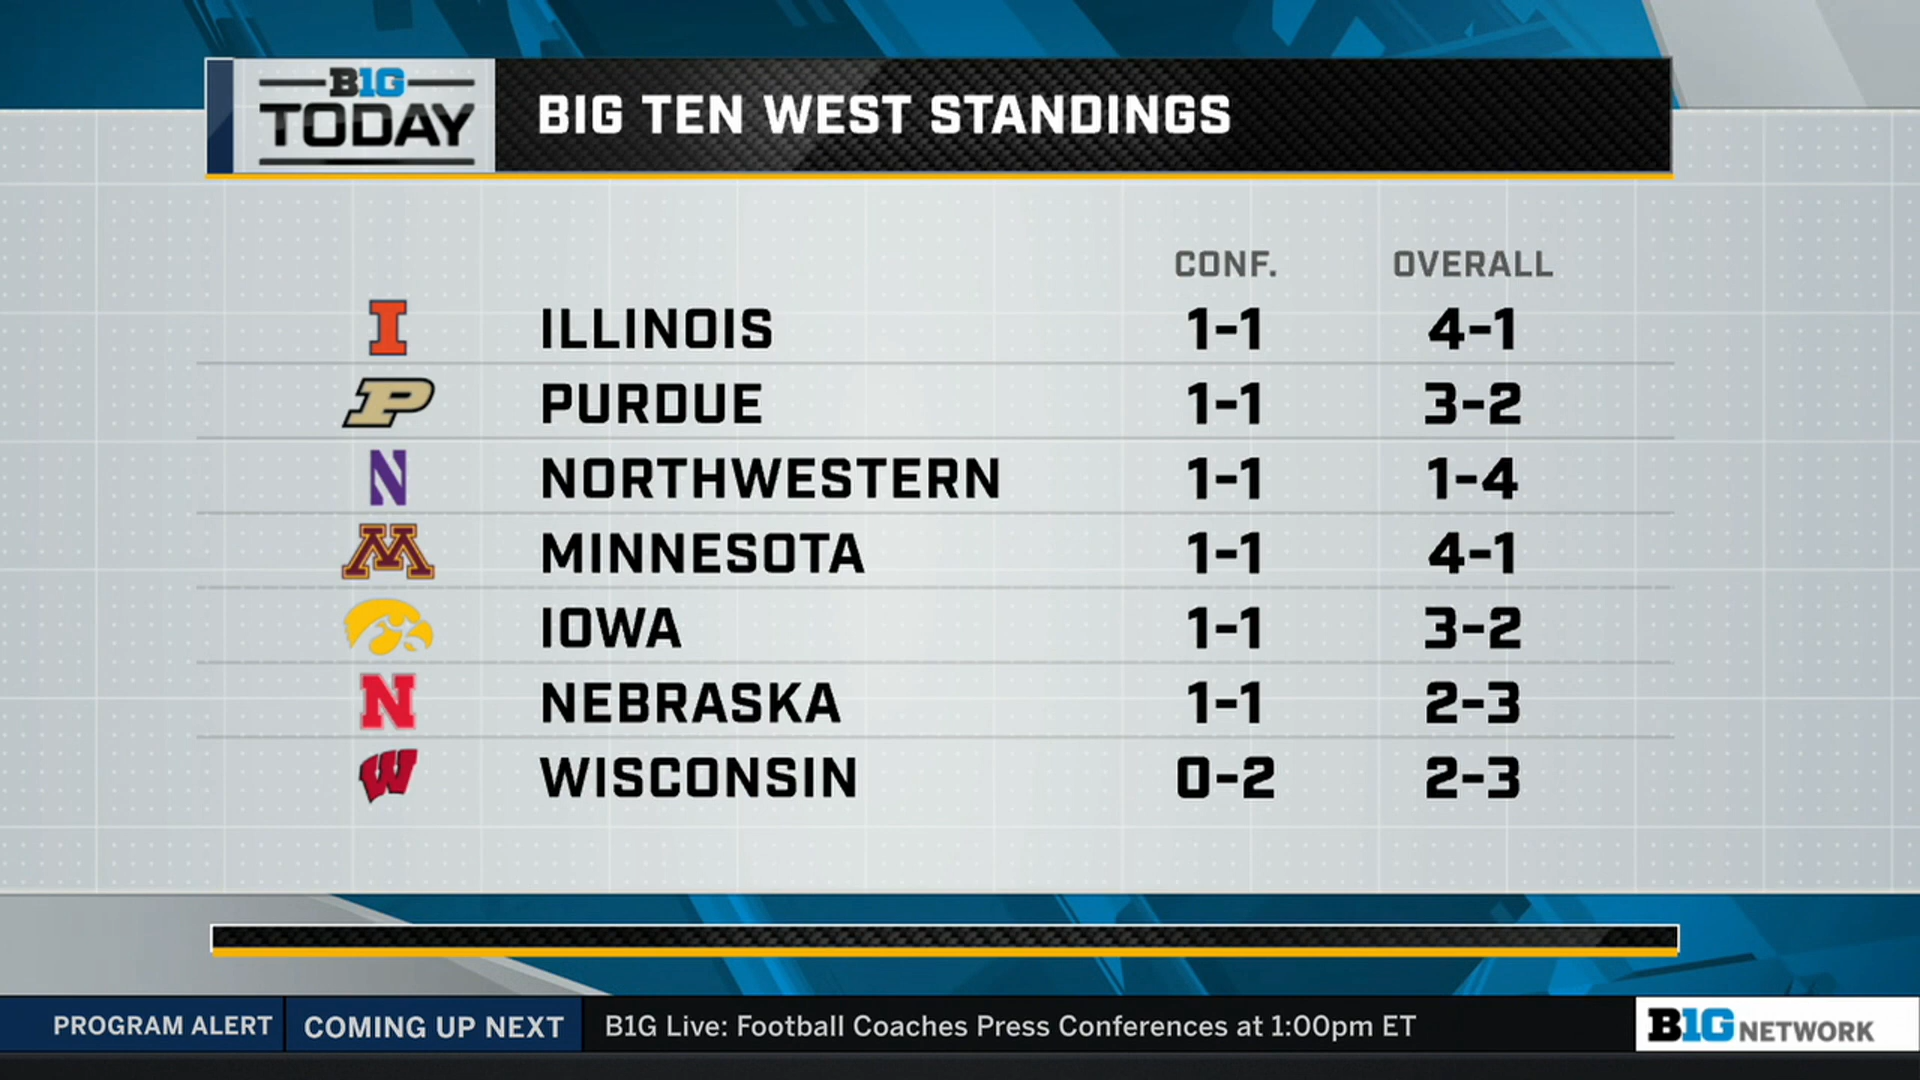 B1G
TODAY
BIG TEN WEST STANDINGS
CONF. OVERALL
I ILLINOIS 1-1 4-1
P PURDUE 1-1 3-2
N NORTHWESTERN 1-1 1-4
M MINNESOTA 1-1 4-1
IOWA 1-1 3-2
N NEBRASKA 1-1 2-3
W WISCONSIN 0-2 2-3
PROGRAM ALERT COMING UP NEXT B1G Live: Football Coaches Press Conferences at 1:00pm ET B1G NETWORK